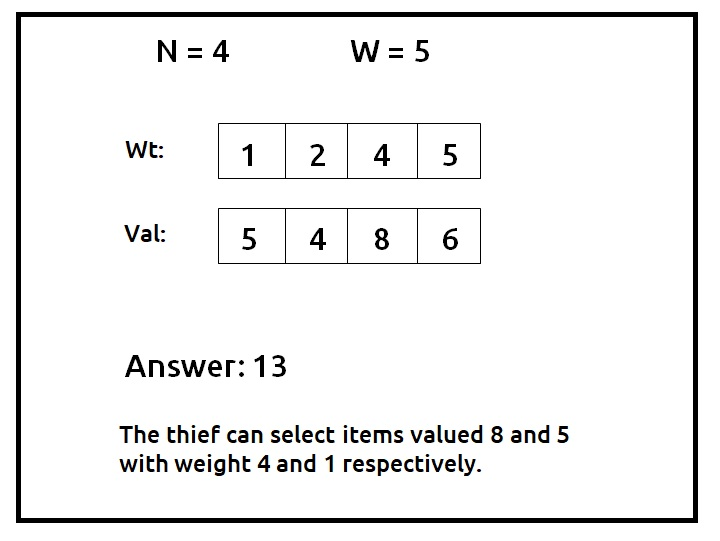 N = 4 W = 5
Wt: 1 2 4 5
Val: 5 4 8 6
Answer: 13
The thief can select items valued 8 and 5
with weight 4 and 1 respectively.